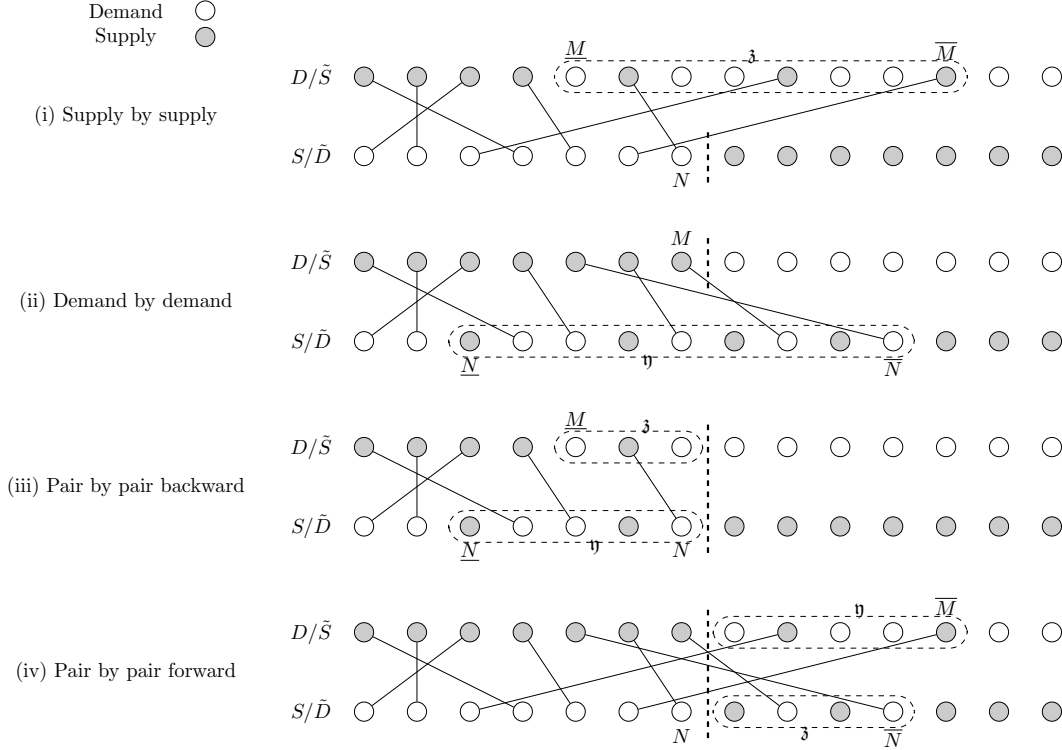 Demand
Supply
(i) Supply by supply
D/S̃
M
𝔷
M
S/D̃
N
(ii) Demand by demand
D/S̃
M
S/D̃
N
𝔶
N
(iii) Pair by pair backward
D/S̃
M
𝔷
S/D̃
N
𝔶
N
(iv) Pair by pair forward
D/S̃
𝔶
M
S/D̃
N
𝔷
N